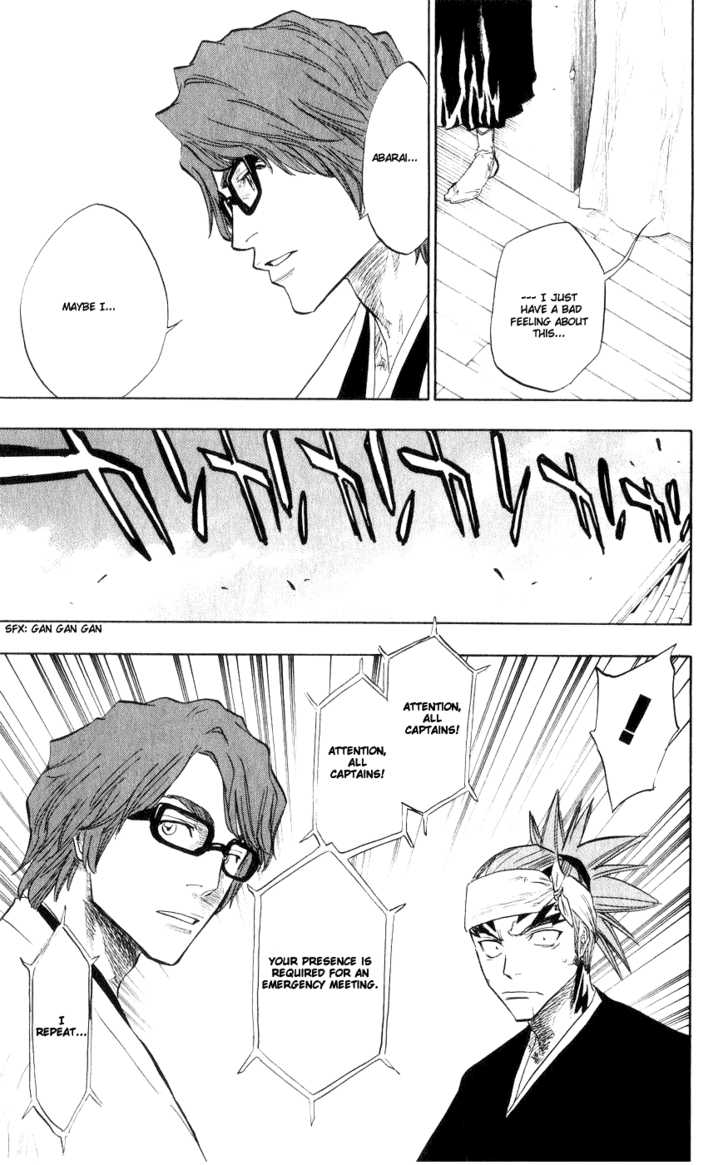 --- I JUST
HAVE A BAD
FEELING ABOUT
THIS...
ABARAI...
MAYBE I...
SFX: GAN GAN GAN
!
ATTENTION,
ALL
CAPTAINS!
ATTENTION,
ALL
CAPTAINS!
YOUR PRESENCE IS
REQUIRED FOR AN
EMERGENCY MEETING.
I
REPEAT...